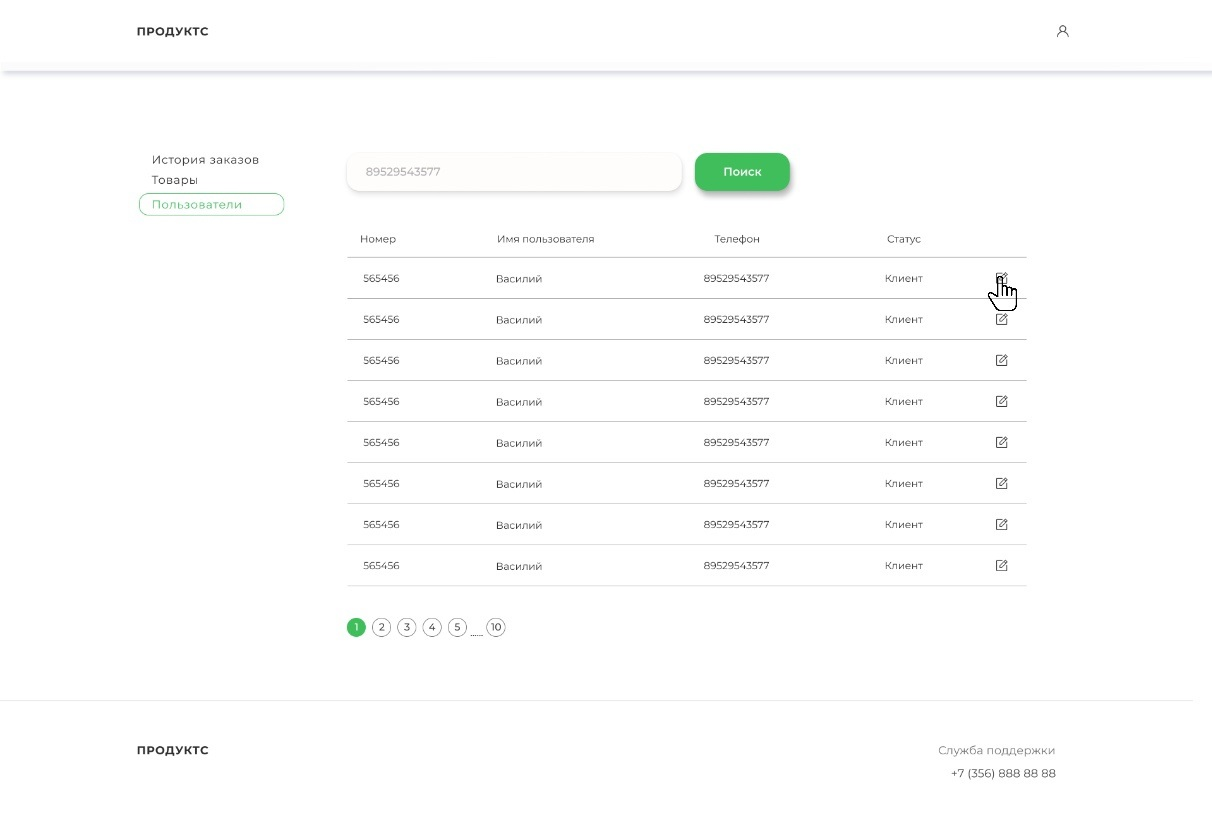 ПРОДУКТС
История заказов
Товары
Пользователи
89529543577
Поиск
Номер Имя пользователя Телефон Статус
565456 Василий 89529543577 Клиент
565456 Василий 89529543577 Клиент
565456 Василий 89529543577 Клиент
565456 Василий 89529543577 Клиент
565456 Василий 89529543577 Клиент
565456 Василий 89529543577 Клиент
565456 Василий 89529543577 Клиент
565456 Василий 89529543577 Клиент
1 2 3 4 5 ...... 10
ПРОДУКТС
Служба поддержки
+7 (356) 888 88 88